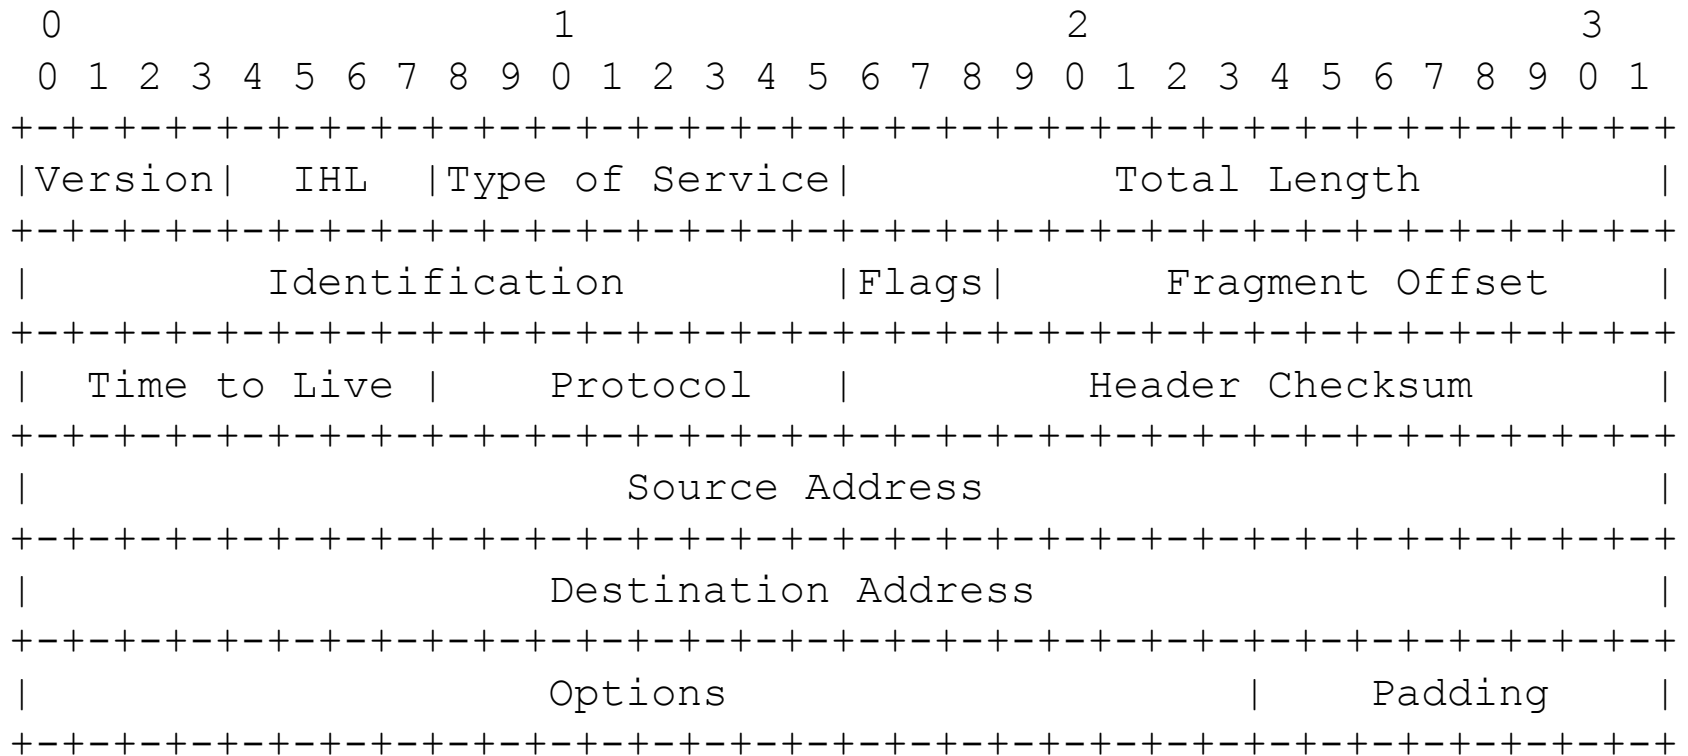 0                   1                   2                   3
 0 1 2 3 4 5 6 7 8 9 0 1 2 3 4 5 6 7 8 9 0 1 2 3 4 5 6 7 8 9 0 1
+-+-+-+-+-+-+-+-+-+-+-+-+-+-+-+-+-+-+-+-+-+-+-+-+-+-+-+-+-+-+-+-+
|Version|  IHL  |Type of Service|          Total Length         |
+-+-+-+-+-+-+-+-+-+-+-+-+-+-+-+-+-+-+-+-+-+-+-+-+-+-+-+-+-+-+-+-+
|         Identification        |Flags|      Fragment Offset    |
+-+-+-+-+-+-+-+-+-+-+-+-+-+-+-+-+-+-+-+-+-+-+-+-+-+-+-+-+-+-+-+-+
|  Time to Live |    Protocol   |         Header Checksum       |
+-+-+-+-+-+-+-+-+-+-+-+-+-+-+-+-+-+-+-+-+-+-+-+-+-+-+-+-+-+-+-+-+
|                       Source Address                          |
+-+-+-+-+-+-+-+-+-+-+-+-+-+-+-+-+-+-+-+-+-+-+-+-+-+-+-+-+-+-+-+-+
|                    Destination Address                        |
+-+-+-+-+-+-+-+-+-+-+-+-+-+-+-+-+-+-+-+-+-+-+-+-+-+-+-+-+-+-+-+-+
|                    Options                    |    Padding    |
+-+-+-+-+-+-+-+-+-+-+-+-+-+-+-+-+-+-+-+-+-+-+-+-+-+-+-+-+-+-+-+-+